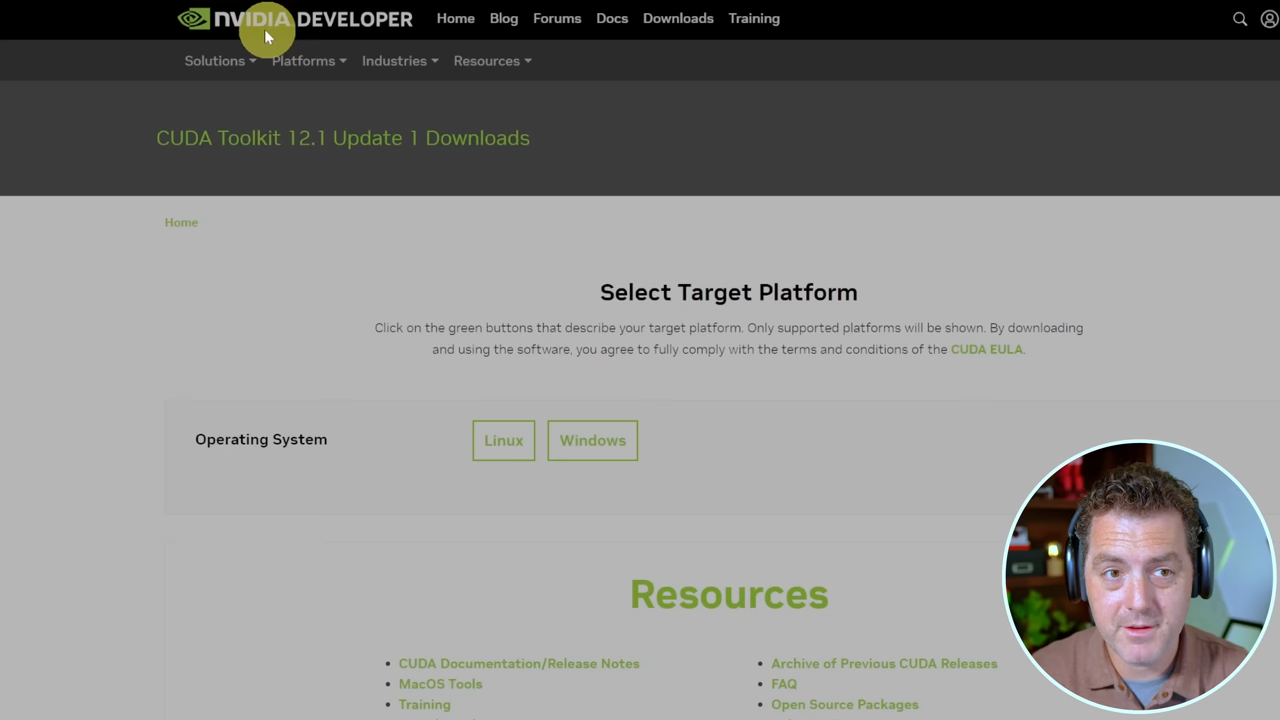 NVIDIA DEVELOPER Home Blog Forums Docs Downloads Training
Solutions Platforms Industries Resources
CUDA Toolkit 12.1 Update 1 Downloads
Home
Select Target Platform
Click on the green buttons that describe your target platform. Only supported platforms will be shown. By downloading
and using the software, you agree to fully comply with the terms and conditions of the CUDA EULA.
Operating System Linux Windows
Resources
CUDA Documentation/Release Notes
MacOS Tools
Training
Archive of Previous CUDA Releases
FAQ
Open Source Packages